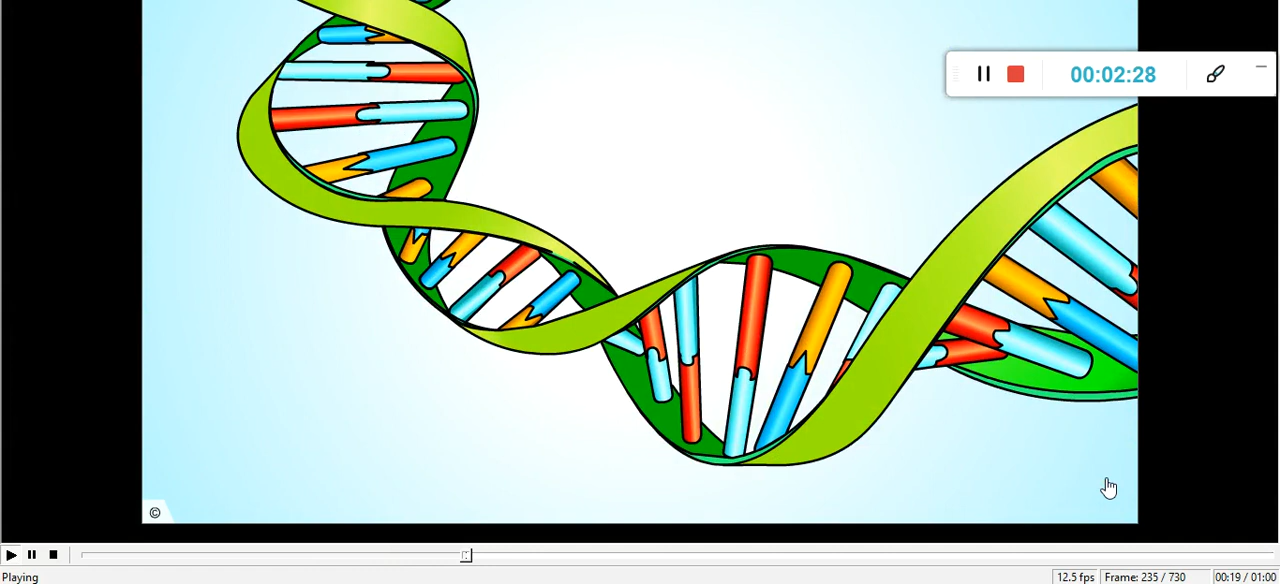 00:02:28
©
Playing
12.5 fps
Frame: 235 / 730
00:19 / 01:00